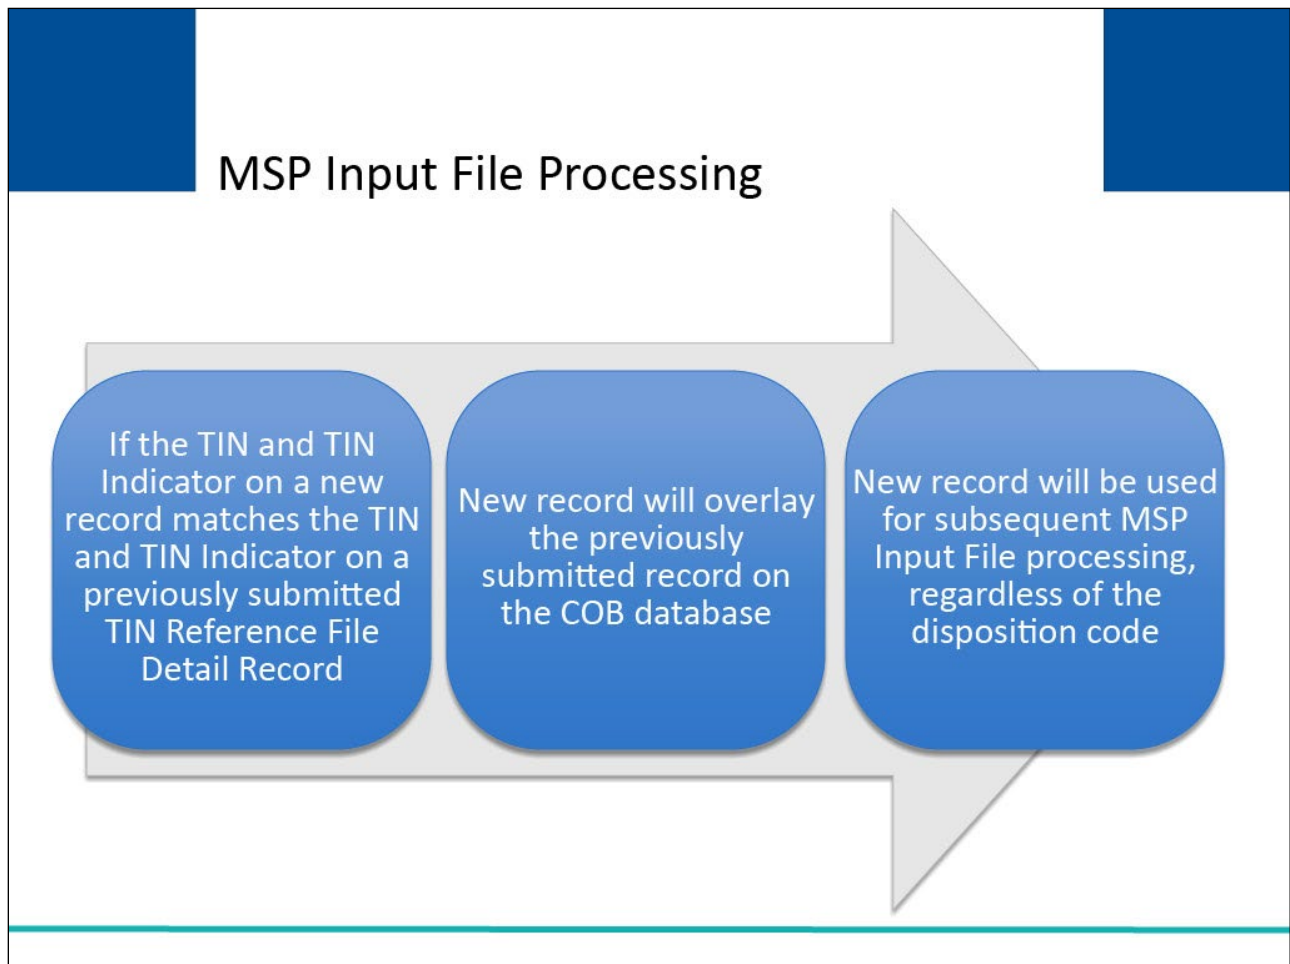 MSP Input File Processing
If the TIN and TIN
Indicator on a new
record matches the TIN
and TIN Indicator on a
previously submitted
TIN Reference File
Detail Record
New record will overlay
the previously
submitted record on
the COB database
New record will be used
for subsequent MSP
Input File processing,
regardless of the
disposition code